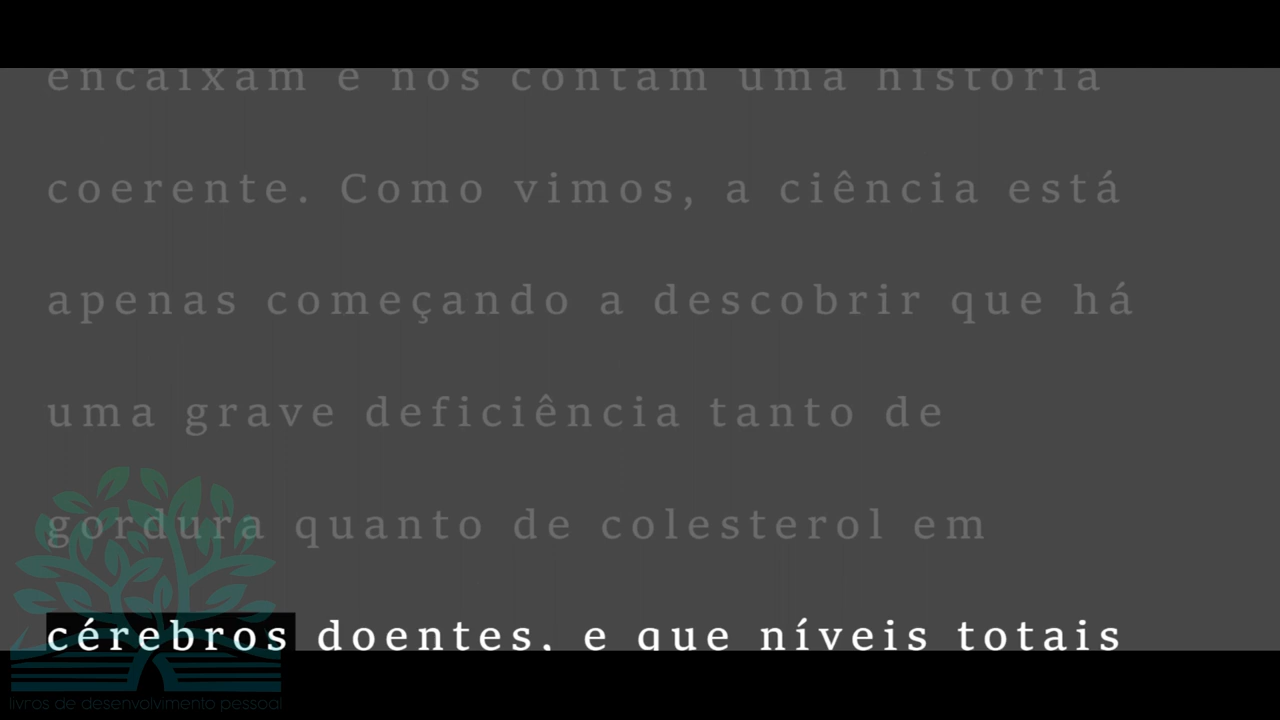 encaixam e nos contam uma história
coerente. Como vimos, a ciência está
apenas começando a descobrir que há
uma grave deficiência tanto de
gordura quanto de colesterol em
cérebros doentes, e que níveis totais
livros de desenvolvimento pessoal